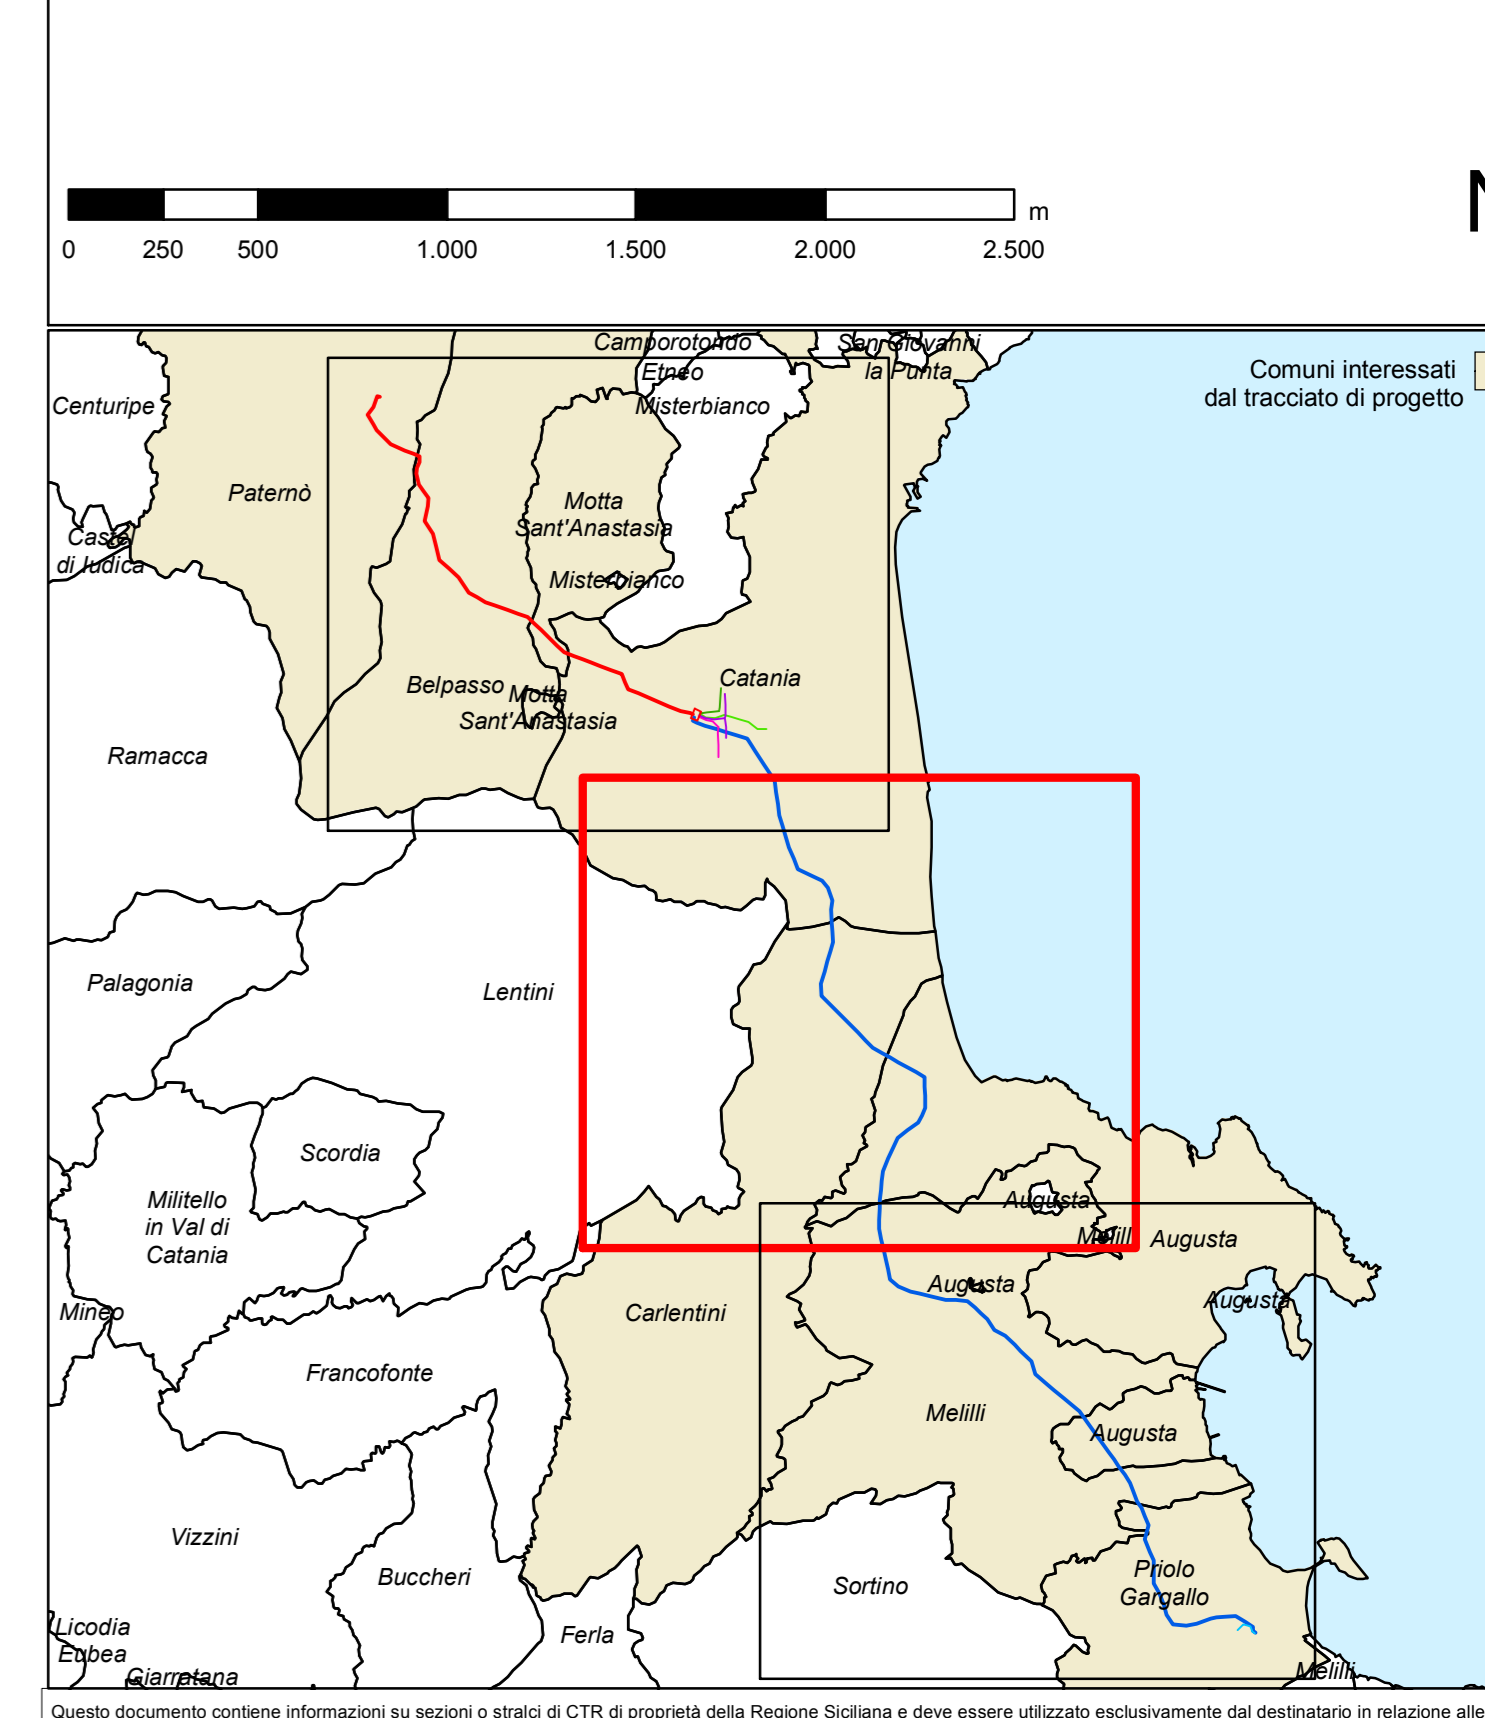 m
0 250 500 1.000 1.500 2.000 2.500
N
Camporotondo
Etneo
San Giovanni
la Punta
Comuni interessati
dal tracciato di progetto
Centuripe
Misterbianco
Paternò
Motta
Sant'Anastasia
Castel
di Iudica
Misterbianco
Catania
Belpasso
Motta
Sant'Anastasia
Ramacca
Palagonia
Lentini
Scordia
Militello
in Val di
Catania
Augusta
Melilli
Augusta
Augusta
Augusta
Mineo
Carlentini
Francofonte
Melilli
Augusta
Vizzini
Buccheri
Sortino
Priolo
Gargallo
Licodia
Eubea
Ferla
Giarratana
Melilli
Questo documento contiene informazioni su sezioni o stralci di CTR di proprietà della Regione Siciliana e deve essere utilizzato esclusivamente dal destinatario in relazione alle